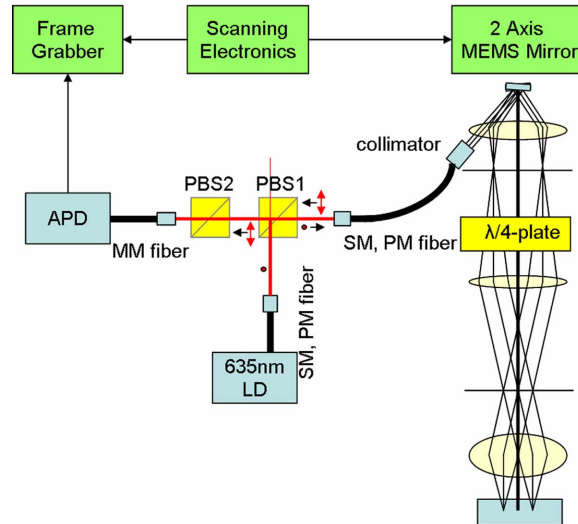 Frame
Grabber
Scanning
Electronics
2 Axis
MEMS Mirror
collimator
PBS2
PBS1
APD
MM fiber
SM, PM fiber
λ/4-plate
SM, PM fiber
635nm
LD